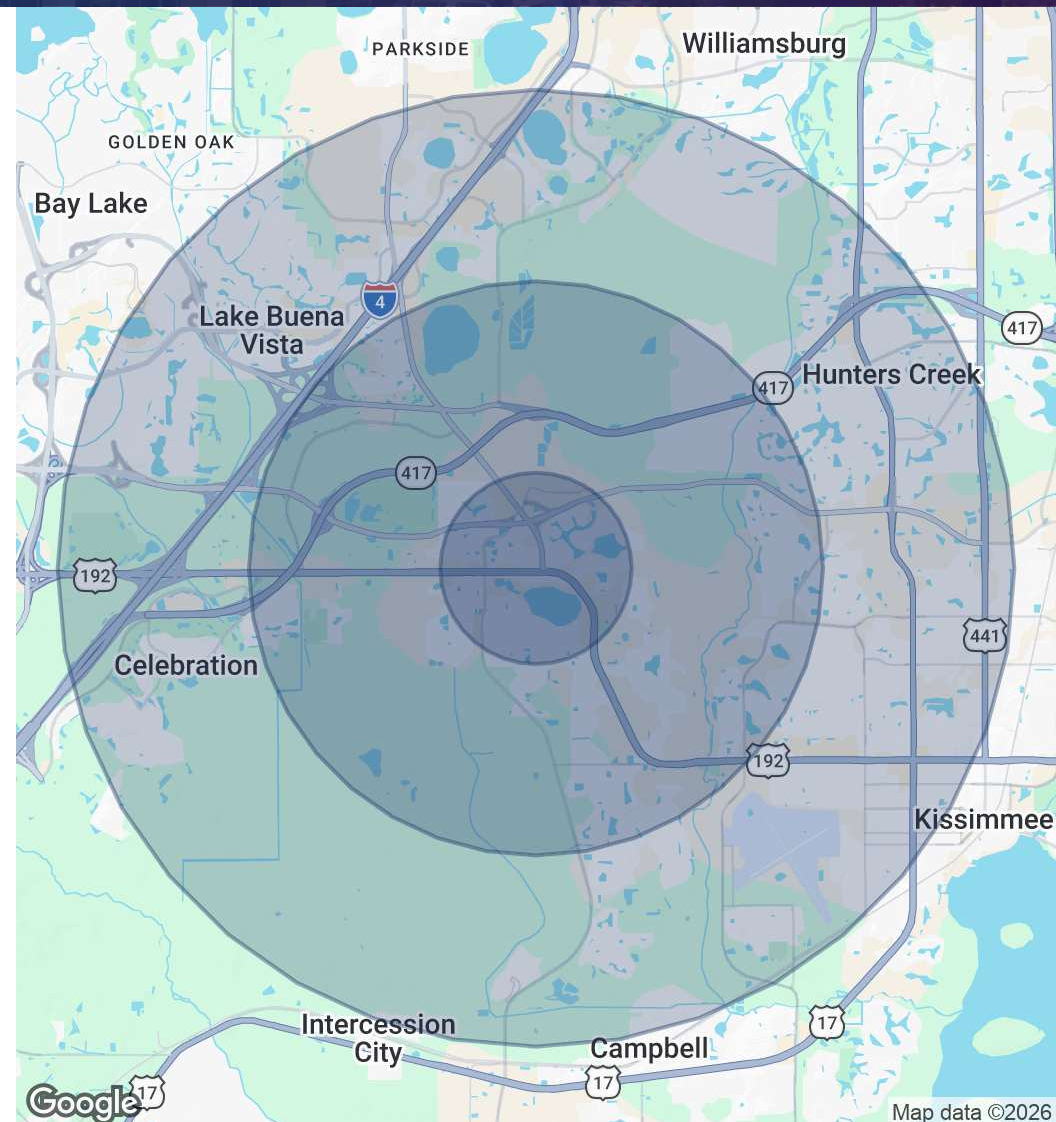 PARKSIDE
Williamsburg
GOLDEN OAK
Bay Lake
4
Lake Buena
Vista
417
417
Hunters Creek
417
192
441
Celebration
192
Kissimmee
Intercession
City
17
Campbell
17
17
Google
Map data ©2026